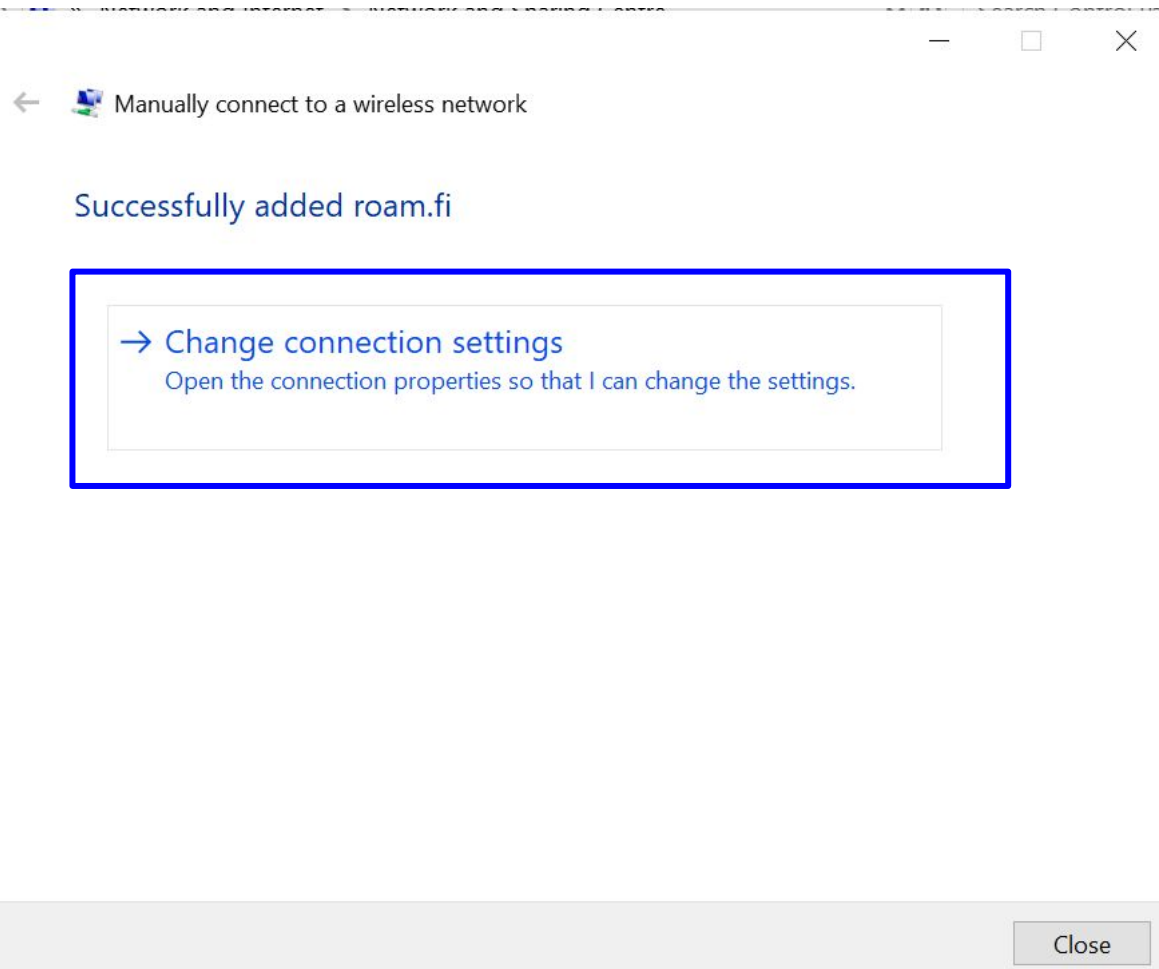 Manually connect to a wireless network
Successfully added roam.fi
Change connection settings
Open the connection properties so that I can change the settings.
Close